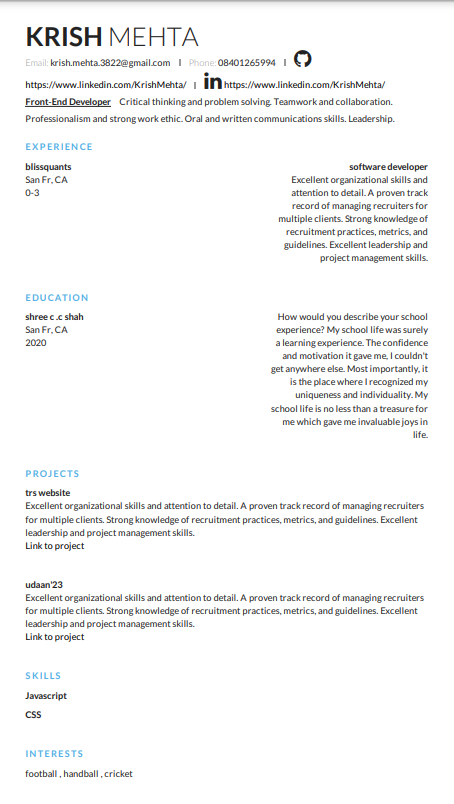 KRISH MEHTA
Email: krish.mehta.3822@gmail.com I Phone: 08401265994 I
https://www.linkedin.com/KrishMehta/ I in https://www.linkedin.com/KrishMehta/
Front-End Developer Critical thinking and problem solving. Teamwork and collaboration.
Professionalism and strong work ethic. Oral and written communications skills. Leadership.
EXPERIENCE
blissquants
San Fr, CA
0-3
software developer
Excellent organizational skills and
attention to detail. A proven track
record of managing recruiters for
multiple clients. Strong knowledge of
recruitment practices, metrics, and
guidelines. Excellent leadership and
project management skills.
EDUCATION
shree c .c shah
San Fr, CA
2020
How would you describe your school
experience? My school life was surely
a learning experience. The confidence
and motivation it gave me, I couldn't
get anywhere else. Most importantly, it
is the place where I recognized my
uniqueness and individuality. My
school life is no less than a treasure for
me which gave me invaluable joys in
life.
PROJECTS
trs website
Excellent organizational skills and attention to detail. A proven track record of managing recruiters
for multiple clients. Strong knowledge of recruitment practices, metrics, and guidelines. Excellent
leadership and project management skills.
Link to project
udaan'23
Excellent organizational skills and attention to detail. A proven track record of managing recruiters
for multiple clients. Strong knowledge of recruitment practices, metrics, and guidelines. Excellent
leadership and project management skills.
Link to project
SKILLS
Javascript
CSS
INTERESTS
football , handball , cricket